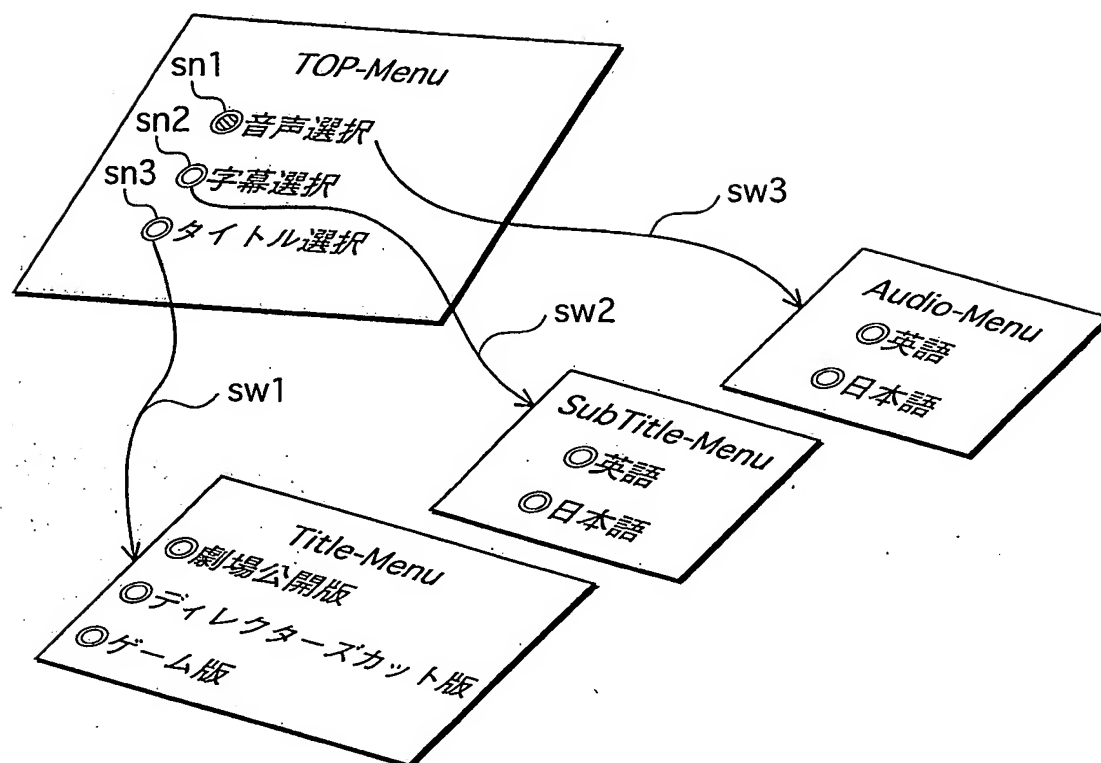 TOP-Menu
sn1
◎音声選択
sn2
◎字幕選択
sn3
◎タイトル選択
sw3
sw2
sw1
Audio-Menu
◎英語
◎日本語
SubTitle-Menu
◎英語
◎日本語
Title-Menu
◎劇場公開版
◎ディレクターズカット版
◎ゲーム版